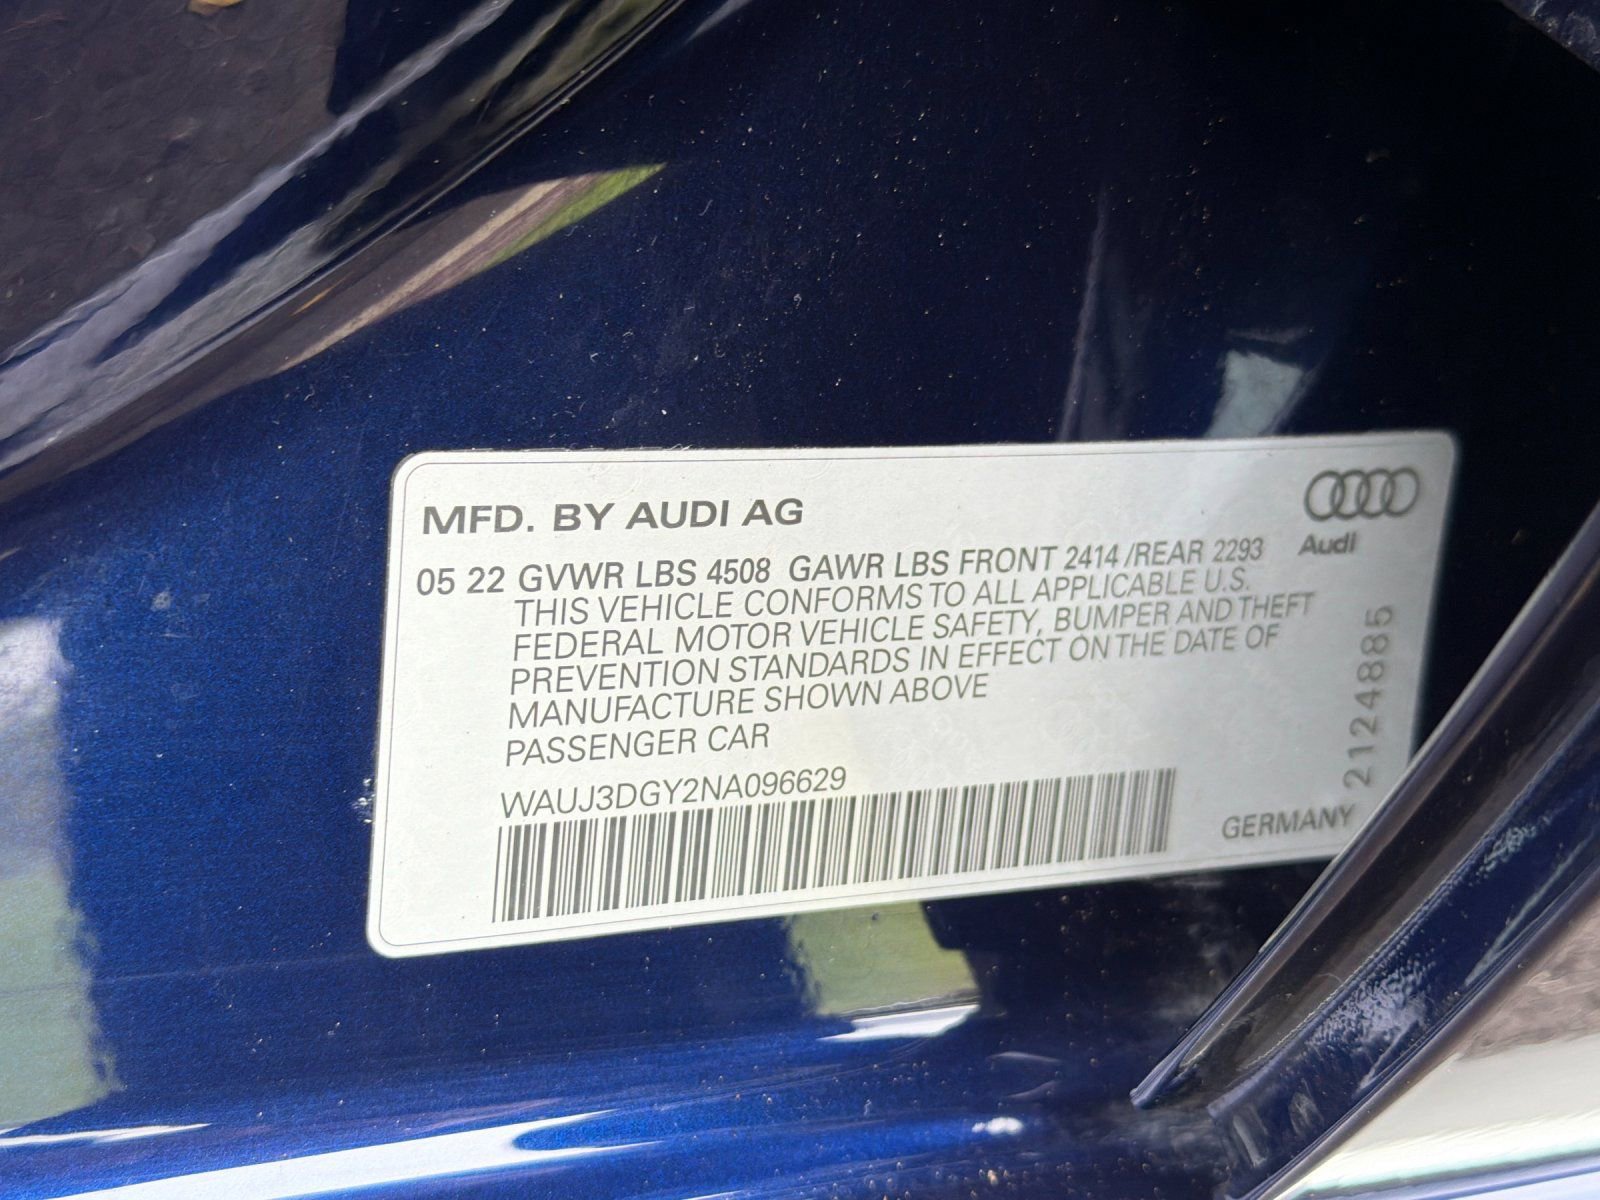 MFD. BY AUDI AG
Audi
05 22 GVWR LBS 4508 GAWR LBS FRONT 2414 /REAR 2293
THIS VEHICLE CONFORMS TO ALL APPLICABLE U.S.
FEDERAL MOTOR VEHICLE SAFETY, BUMPER AND THEFT
PREVENTION STANDARDS IN EFFECT ON THE DATE OF
MANUFACTURE SHOWN ABOVE
PASSENGER CAR
WAUJ3DGY2NA096629
GERMANY
2124885